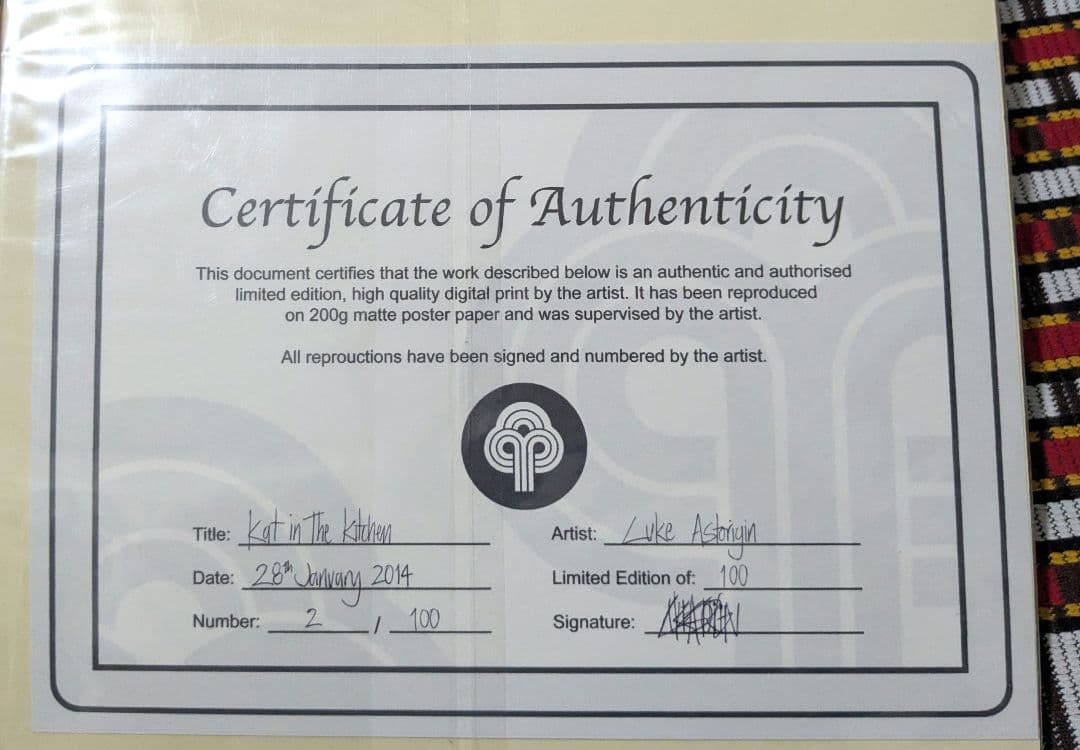 Certificate of Authenticity
This document certifies that the work described below is an authentic and authorised
limited edition, high quality digital print by the artist. It has been reproduced
on 200g matte poster paper and was supervised by the artist.
All reprouctions have been signed and numbered by the artist.
Title: Kat in The Kitchen
Artist: Luke
Date: 28th January 2014
Limited Edition of: 100
Number: 2 / 100
Signature: